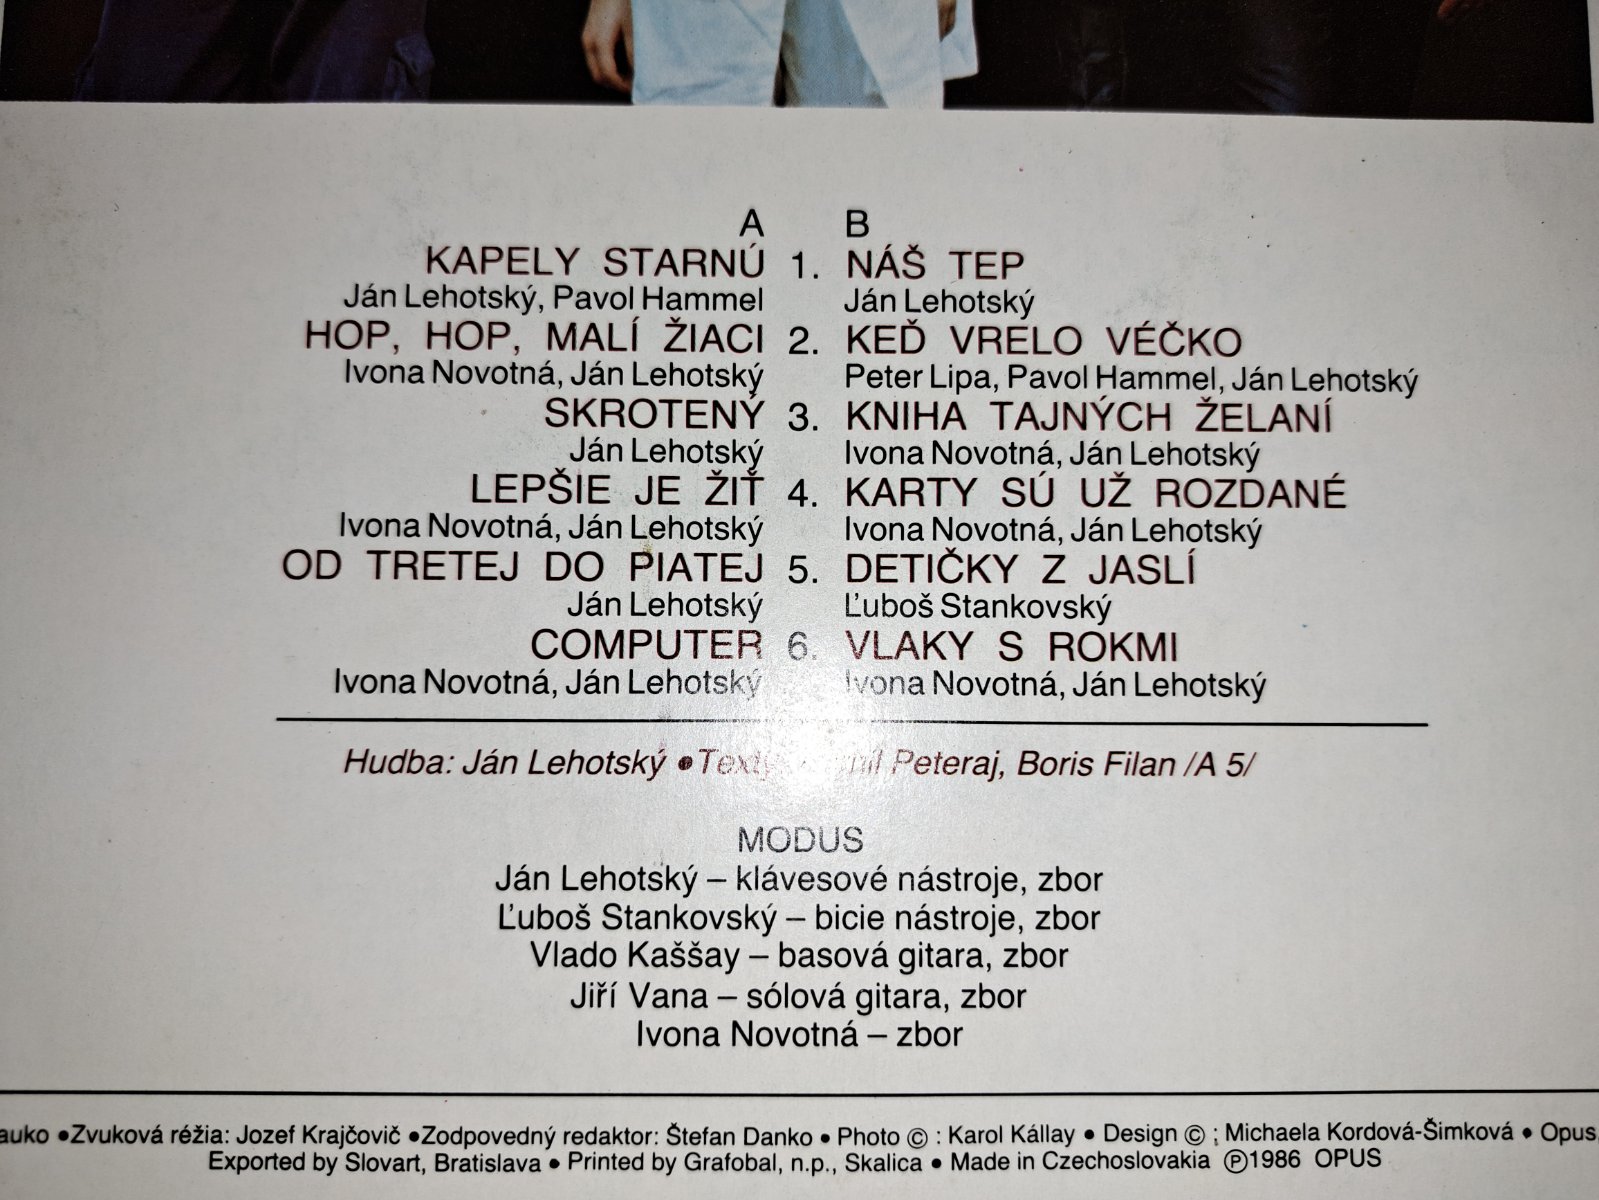 A B
KAPELY STARNÚ 1. NÁŠ TEP
Ján Lehotský, Pavol Hammel Ján Lehotský
HOP, HOP, MALÍ ŽIACI 2. KEĎ VRELO VÉČKO
Ivona Novotná, Ján Lehotský Peter Lipa, Pavol Hammel, Ján Lehotský
SKROTENÝ 3. KNIHA TAJNÝCH ŽELANÍ
Ján Lehotský Ivona Novotná, Ján Lehotský
LEPŠIE JE ŽIŤ 4. KARTY SÚ UŽ ROZDANÉ
Ivona Novotná, Ján Lehotský Ivona Novotná, Ján Lehotský
OD TRETEJ DO PIATEJ 5. DETIČKY Z JASLÍ
Ján Lehotský Ľuboš Stankovský
COMPUTER 6. VLAKY S ROKMI
Ivona Novotná, Ján Lehotský Ivona Novotná, Ján Lehotský
Hudba: Ján Lehotský • Peteraj, Boris Filan /A 5/
MODUS
Ján Lehotský – klávesové nástroje, zbor
Ľuboš Stankovský – bicie nástroje, zbor
Vlado Kaššay – basová gitara, zbor
Jiří Vana – sólová gitara, zbor
Ivona Novotná – zbor
auko •Zvuková réžia: Jozef Krajčovič •Zodpovedný redaktor: Štefan Danko • Photo © : Karol Kállay • Design © : Michaela Kordová-Šimková • Opus,
Exported by Slovart, Bratislava • Printed by Grafobal, n.p., Skalica • Made in Czechoslovakia ℗1986 OPUS